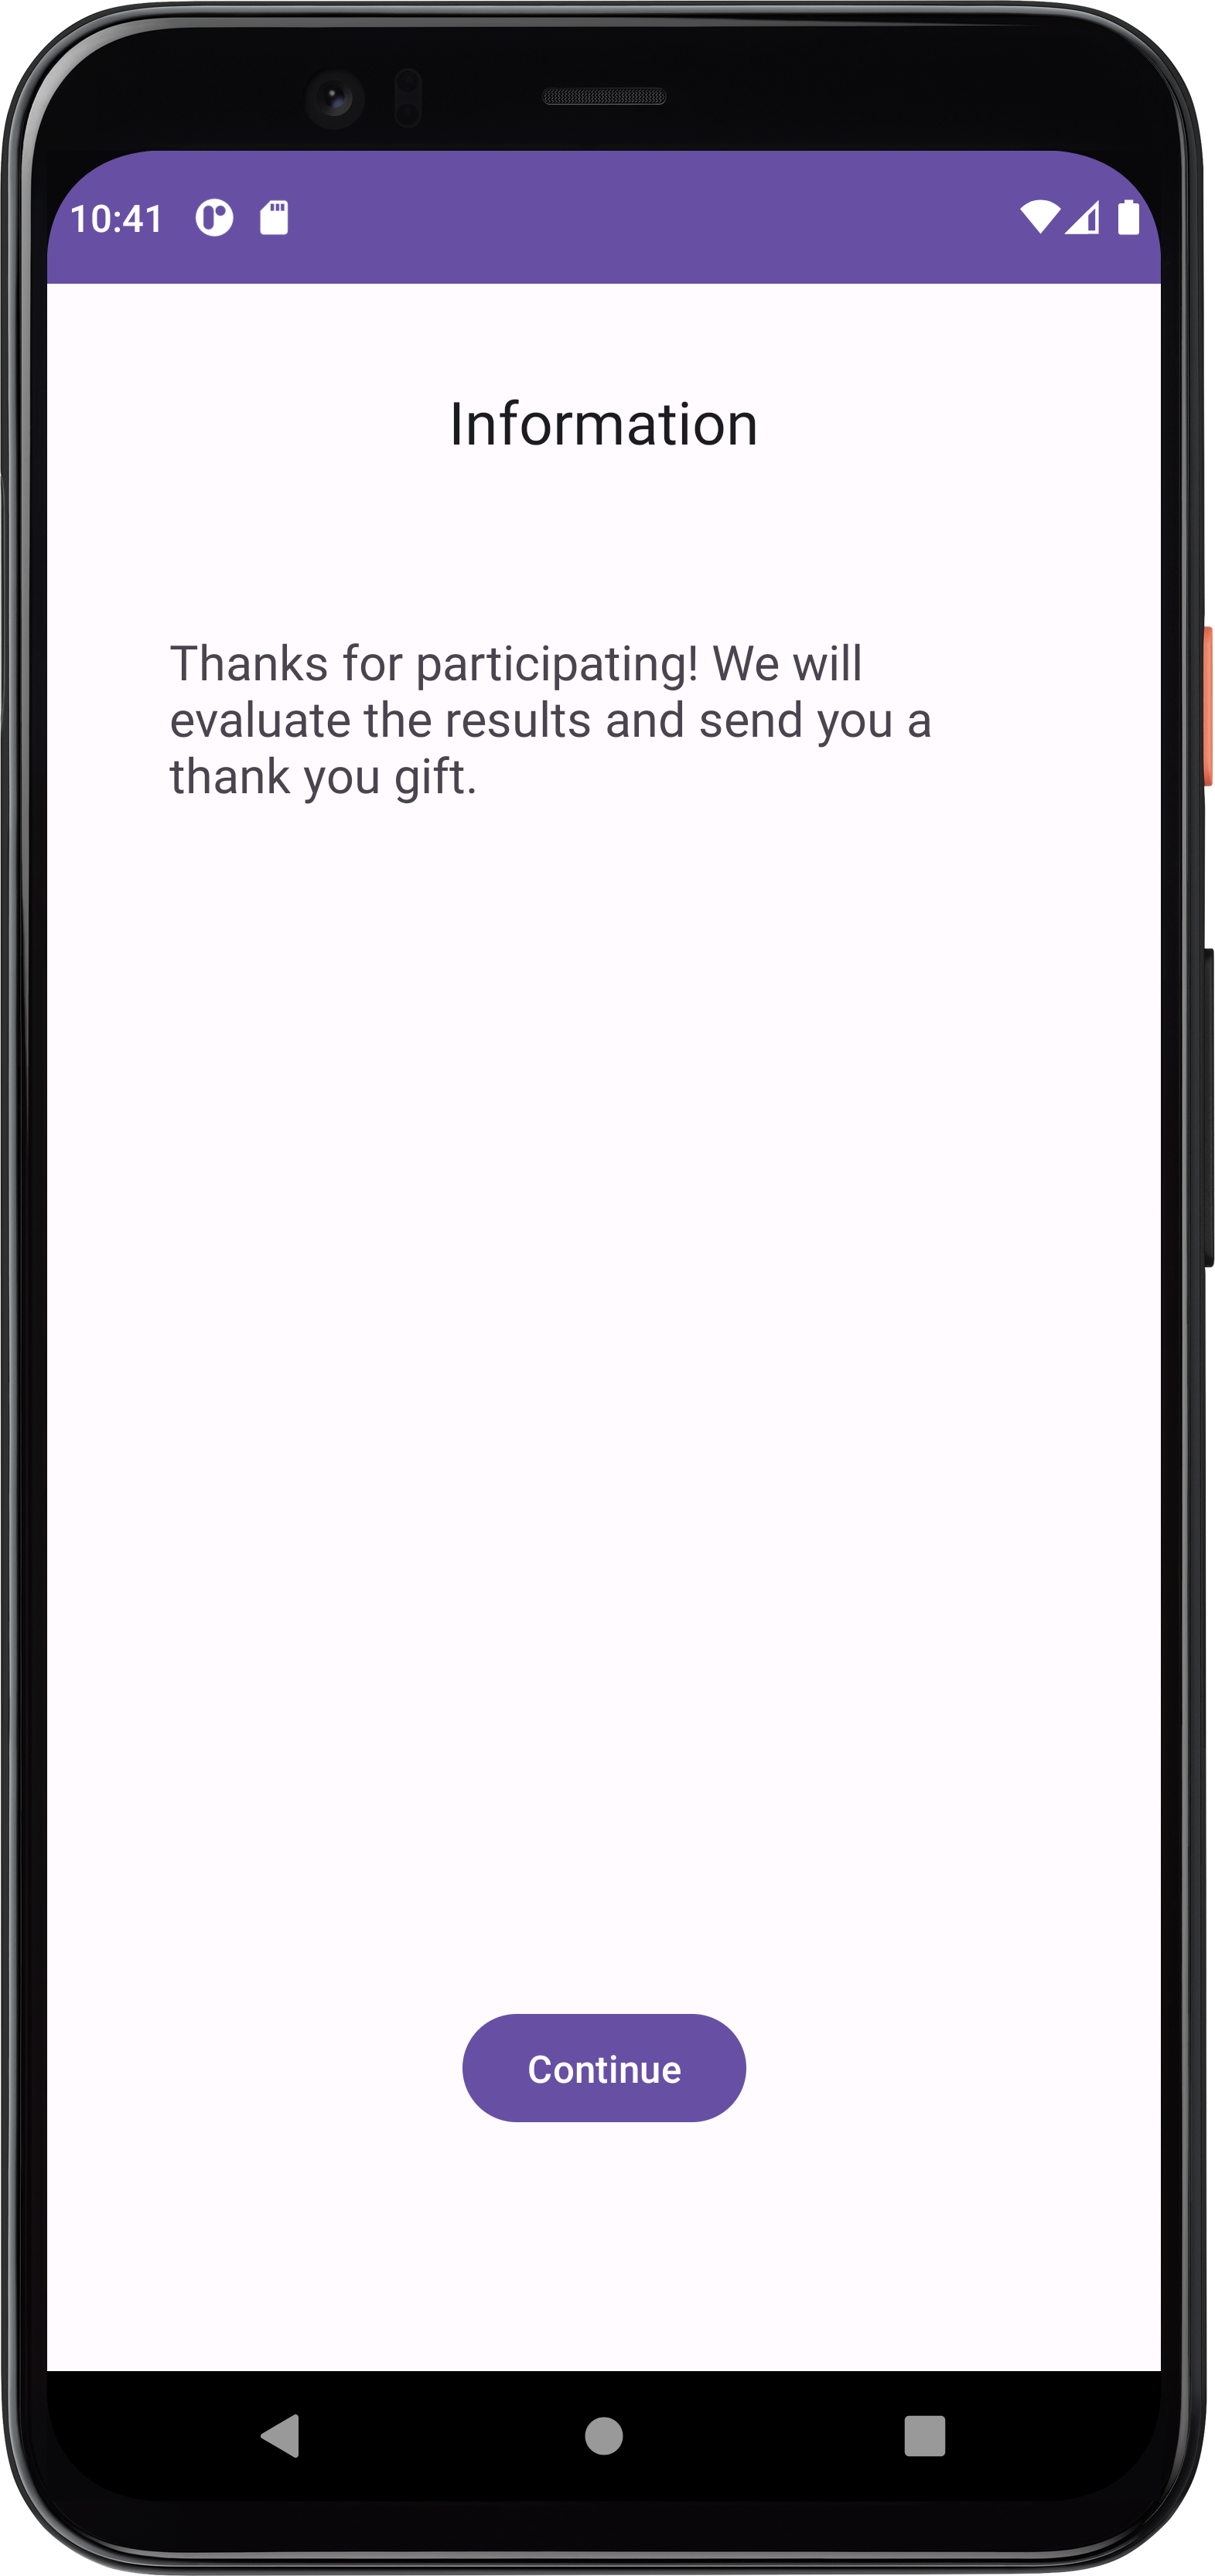 10:41
Information
Thanks for participating! We will
evaluate the results and send you a
thank you gift.
Continue